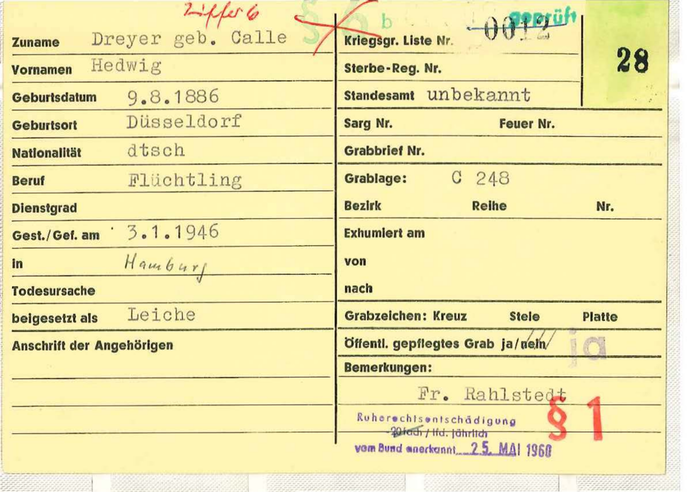 Ziffer 6
§ 6 b
geprüft
Zuname Dreyer geb. Calle
Vornamen Hedwig
Geburtsdatum 9.8.1886
Geburtsort Düsseldorf
Nationalität dtsch
Beruf Flüchtling
Dienstgrad
Gest./Gef. am 3.1.1946
in Hamburg
Todesursache
beigesetzt als Leiche
Anschrift der Angehörigen
Kriegsgr. Liste Nr. 0012
28
Sterbe-Reg. Nr.
Standesamt unbekannt
Sarg Nr. Feuer Nr.
Grabbrief Nr.
Grablage: C 248
Bezirk Reihe Nr.
Exhumiert am
von
nach
Grabzeichen: Kreuz Stele Platte
Öffentl. gepflegtes Grab ja/nein ja
Bemerkungen:
Fr. Rahlstedt
Ruherechtsentschädigung
20fach / lfd. jährlich
vom Bund anerkannt 25. MAI 1960
§ 1